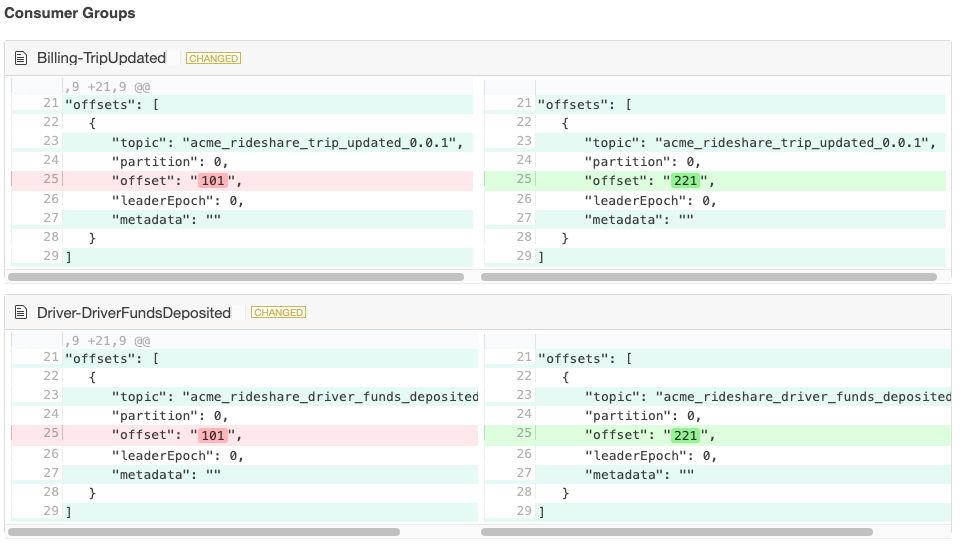 Consumer Groups
Billing-TripUpdated CHANGED
,9 +21,9 @@
21 "offsets": [ 21 "offsets": [
22 { 22 {
23 "topic": "acme_rideshare_trip_updated_0.0.1", 23 "topic": "acme_rideshare_trip_updated_0.0.1",
24 "partition": 0, 24 "partition": 0,
25 "offset": "101", 25 "offset": "221",
26 "leaderEpoch": 0, 26 "leaderEpoch": 0,
27 "metadata": "" 27 "metadata": ""
28 } 28 }
29 ] 29 ]
Driver-DriverFundsDeposited CHANGED
,9 +21,9 @@
21 "offsets": [ 21 "offsets": [
22 { 22 {
23 "topic": "acme_rideshare_driver_funds_deposited 23 "topic": "acme_rideshare_driver_funds_deposited
24 "partition": 0, 24 "partition": 0,
25 "offset": "101", 25 "offset": "221",
26 "leaderEpoch": 0, 26 "leaderEpoch": 0,
27 "metadata": "" 27 "metadata": ""
28 } 28 }
29 ] 29 ]